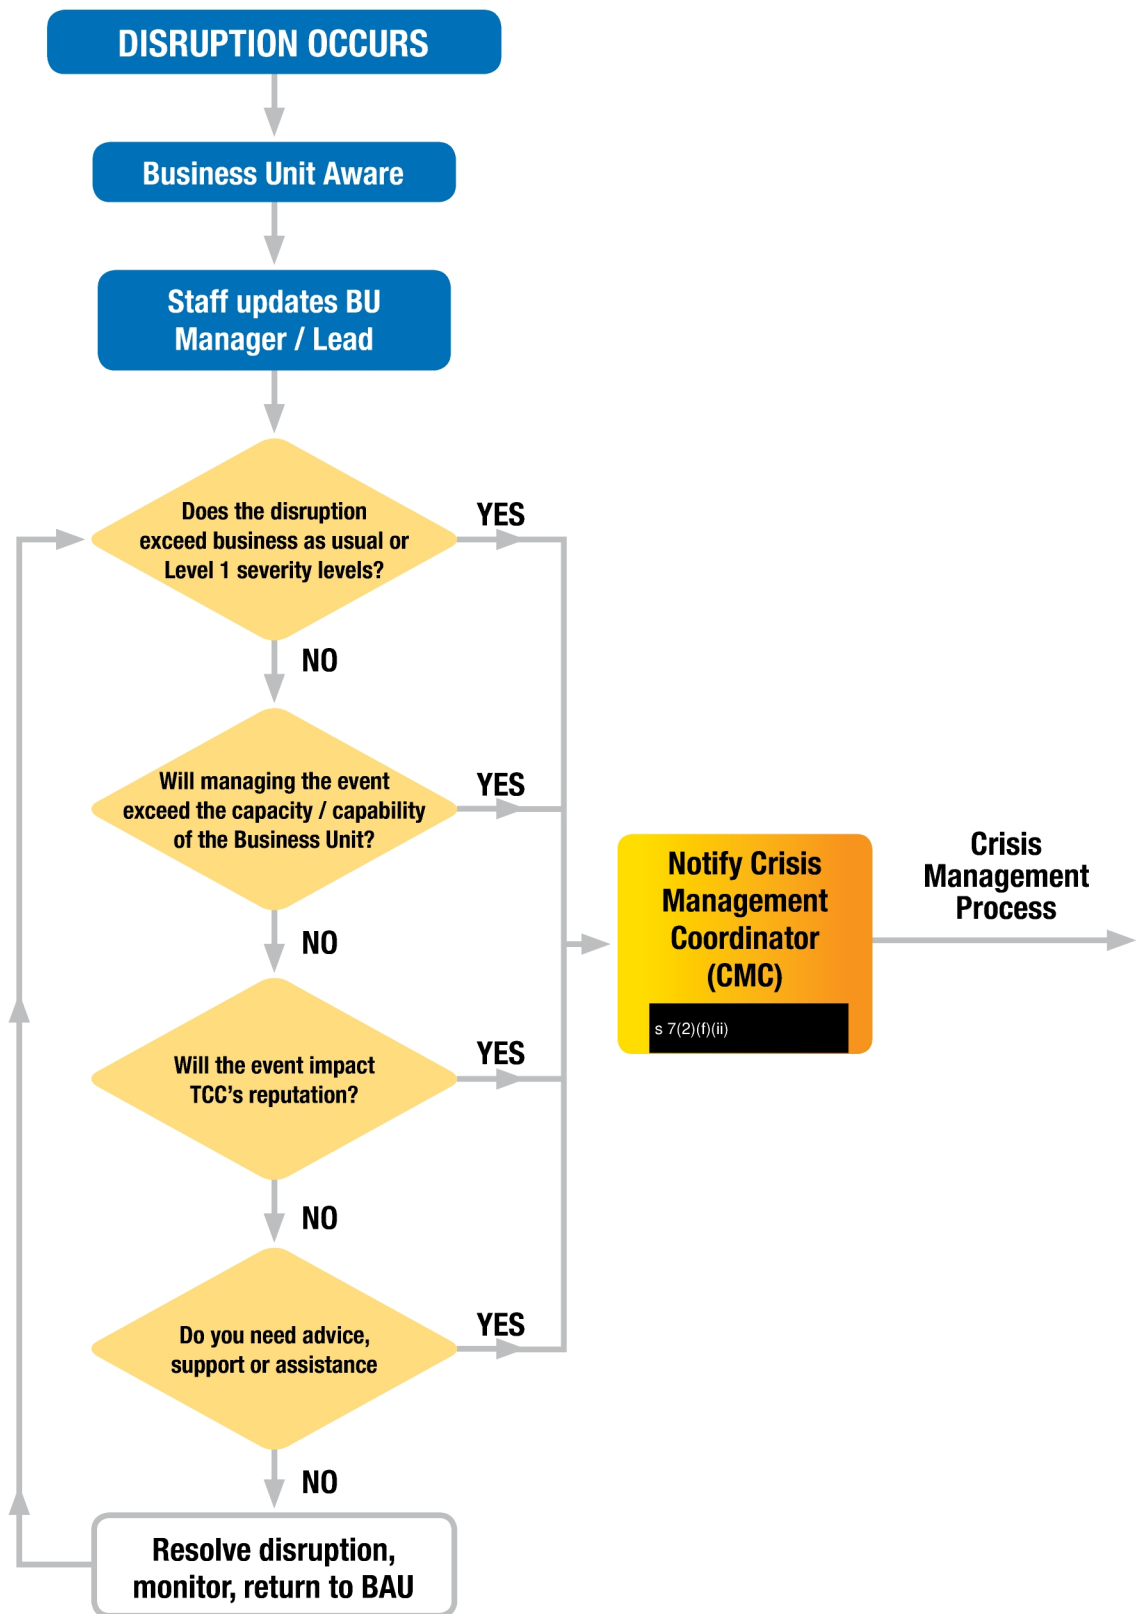 DISRUPTION OCCURS
Business Unit Aware
Staff updates BU
Manager / Lead
Does the disruption
exceed business as usual or
Level 1 severity levels?
YES
NO
Will managing the event
exceed the capacity / capability
of the Business Unit?
YES
NO
Will the event impact
TCC’s reputation?
YES
NO
Do you need advice,
support or assistance
YES
NO
Resolve disruption,
monitor, return to BAU
Notify Crisis
Management
Coordinator
(CMC)
s 7(2)(f)(ii)
Crisis
Management
Process